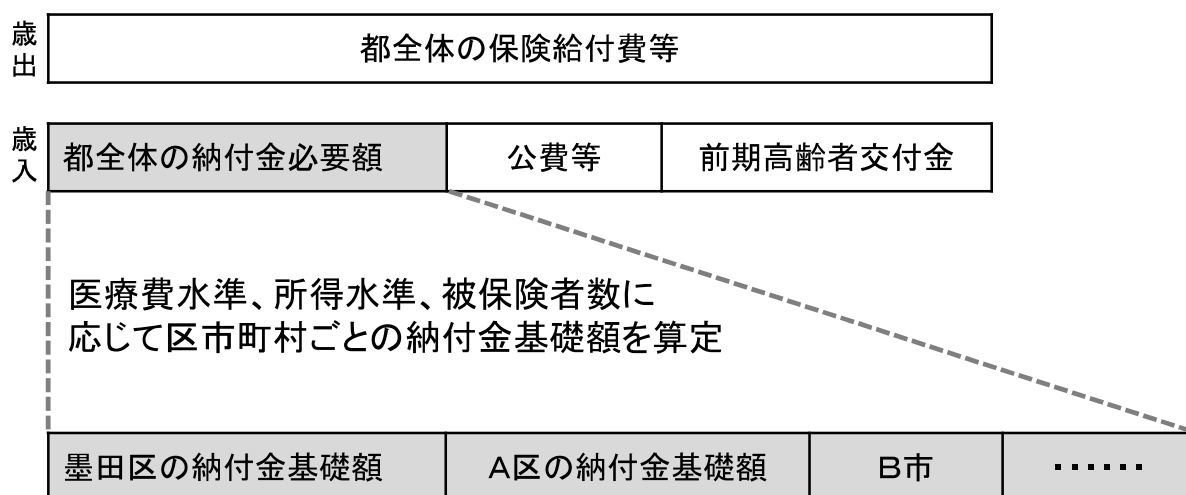 歳出
都全体の保険給付費等
歳入
都全体の納付金必要額
公費等
前期高齢者交付金
医療費水準、所得水準、被保険者数に
応じて区市町村ごとの納付金基礎額を算定
墨田区の納付金基礎額
A区の納付金基礎額
B市
……